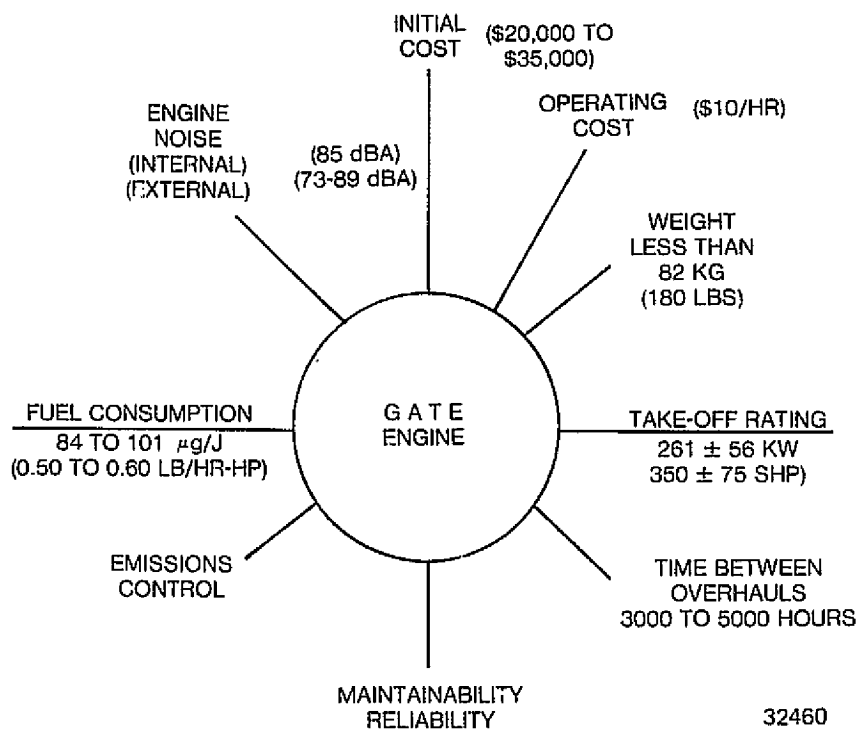 INITIAL
COST
($20,000 TO
$35,000)
OPERATING
COST
($10/HR)
ENGINE
NOISE
(INTERNAL)
(EXTERNAL)
(85 dBA)
(73-89 dBA)
WEIGHT
LESS THAN
82 KG
(180 LBS)
FUEL CONSUMPTION
84 TO 101 µg/J
(0.50 TO 0.60 LB/HR-HP)
G A T E
ENGINE
TAKE-OFF RATING
261 ± 56 KW
350 ± 75 SHP)
EMISSIONS
CONTROL
TIME BETWEEN
OVERHAULS
3000 TO 5000 HOURS
MAINTAINABILITY
RELIABILITY
32460